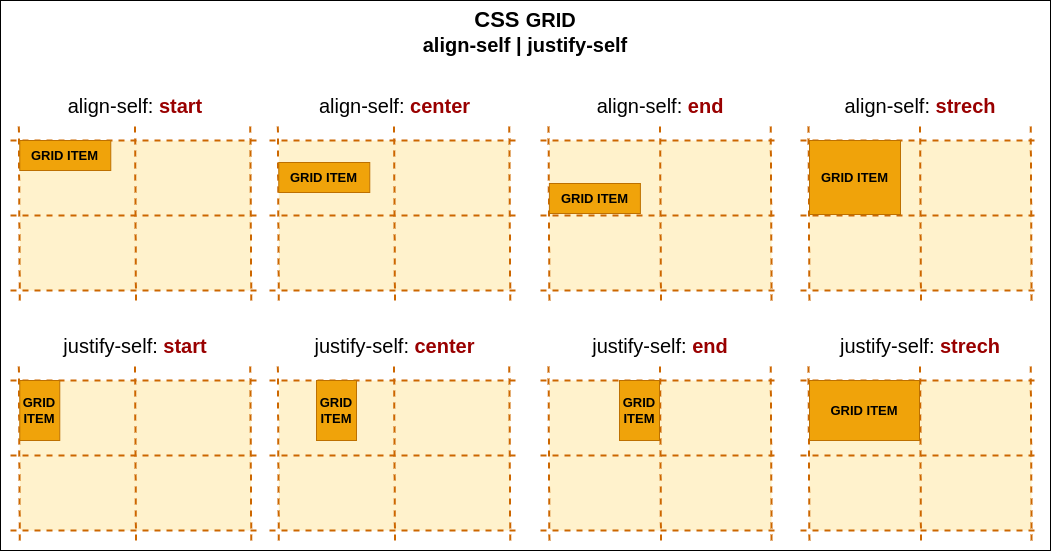 CSS GRID
align-self | justify-self
align-self: start
align-self: center
align-self: end
align-self: strech
GRID ITEM
GRID ITEM
GRID ITEM
GRID ITEM
justify-self: start
justify-self: center
justify-self: end
justify-self: strech
GRID
ITEM
GRID
ITEM
GRID
ITEM
GRID ITEM